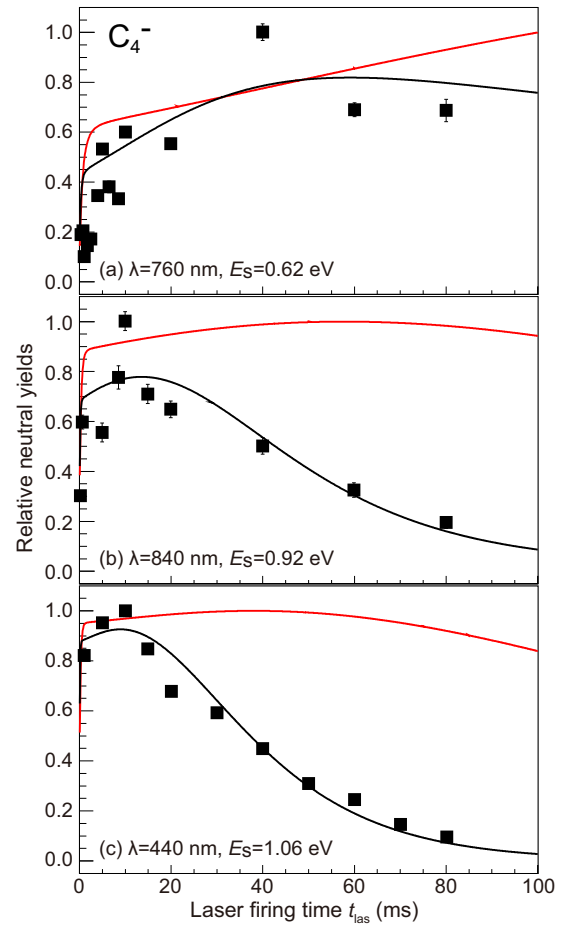 C₄⁻
1.0
0.8
0.6
0.4
0.2
0.0
(a) λ=760 nm, Es=0.62 eV
1.0
0.8
0.6
0.4
0.2
0.0
(b) λ=840 nm, Es=0.92 eV
Relative neutral yields
1.0
0.8
0.6
0.4
0.2
0.0
(c) λ=440 nm, Es=1.06 eV
0 20 40 60 80 100
Laser firing time t_las (ms)